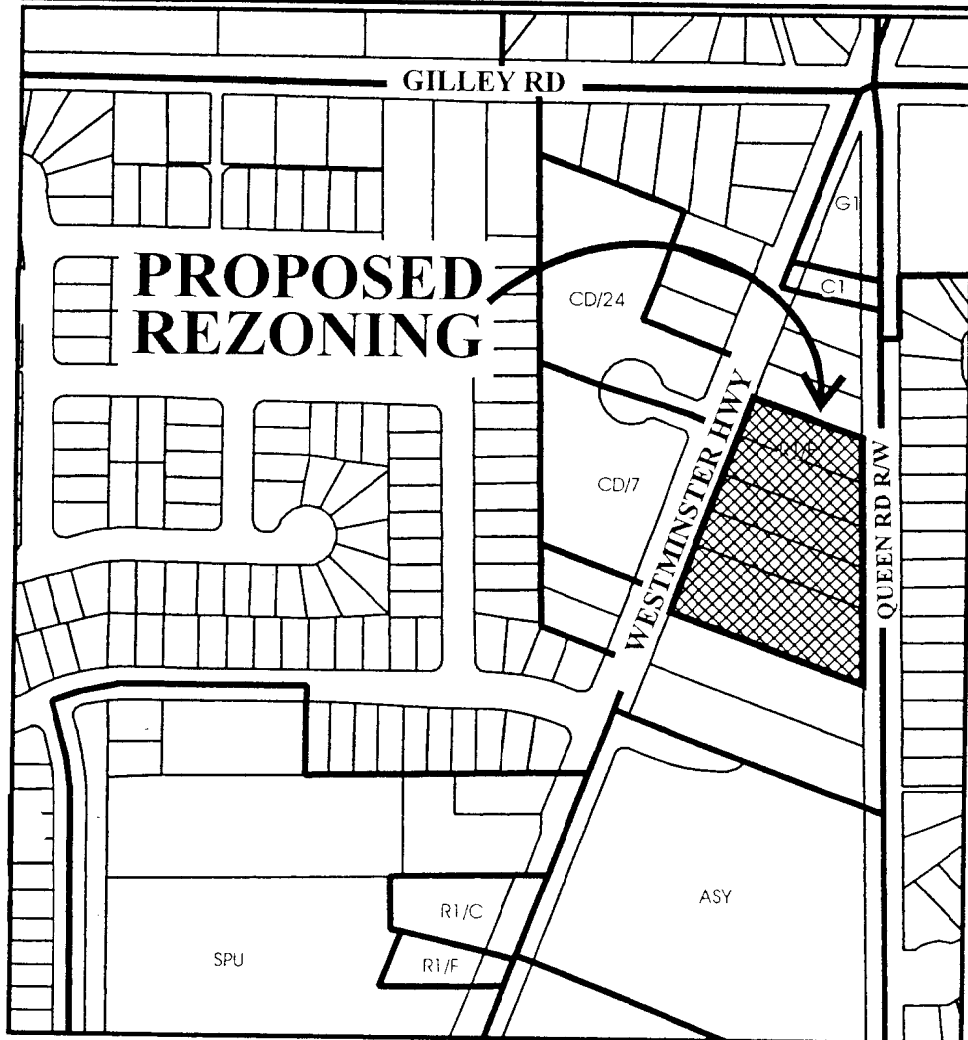 GILLEY RD
G1
C1
PROPOSED
REZONING
CD/24
WESTMINSTER HWY
QUEEN RD R/W
CD/7
ASY
R1/C
R1/F
SPU